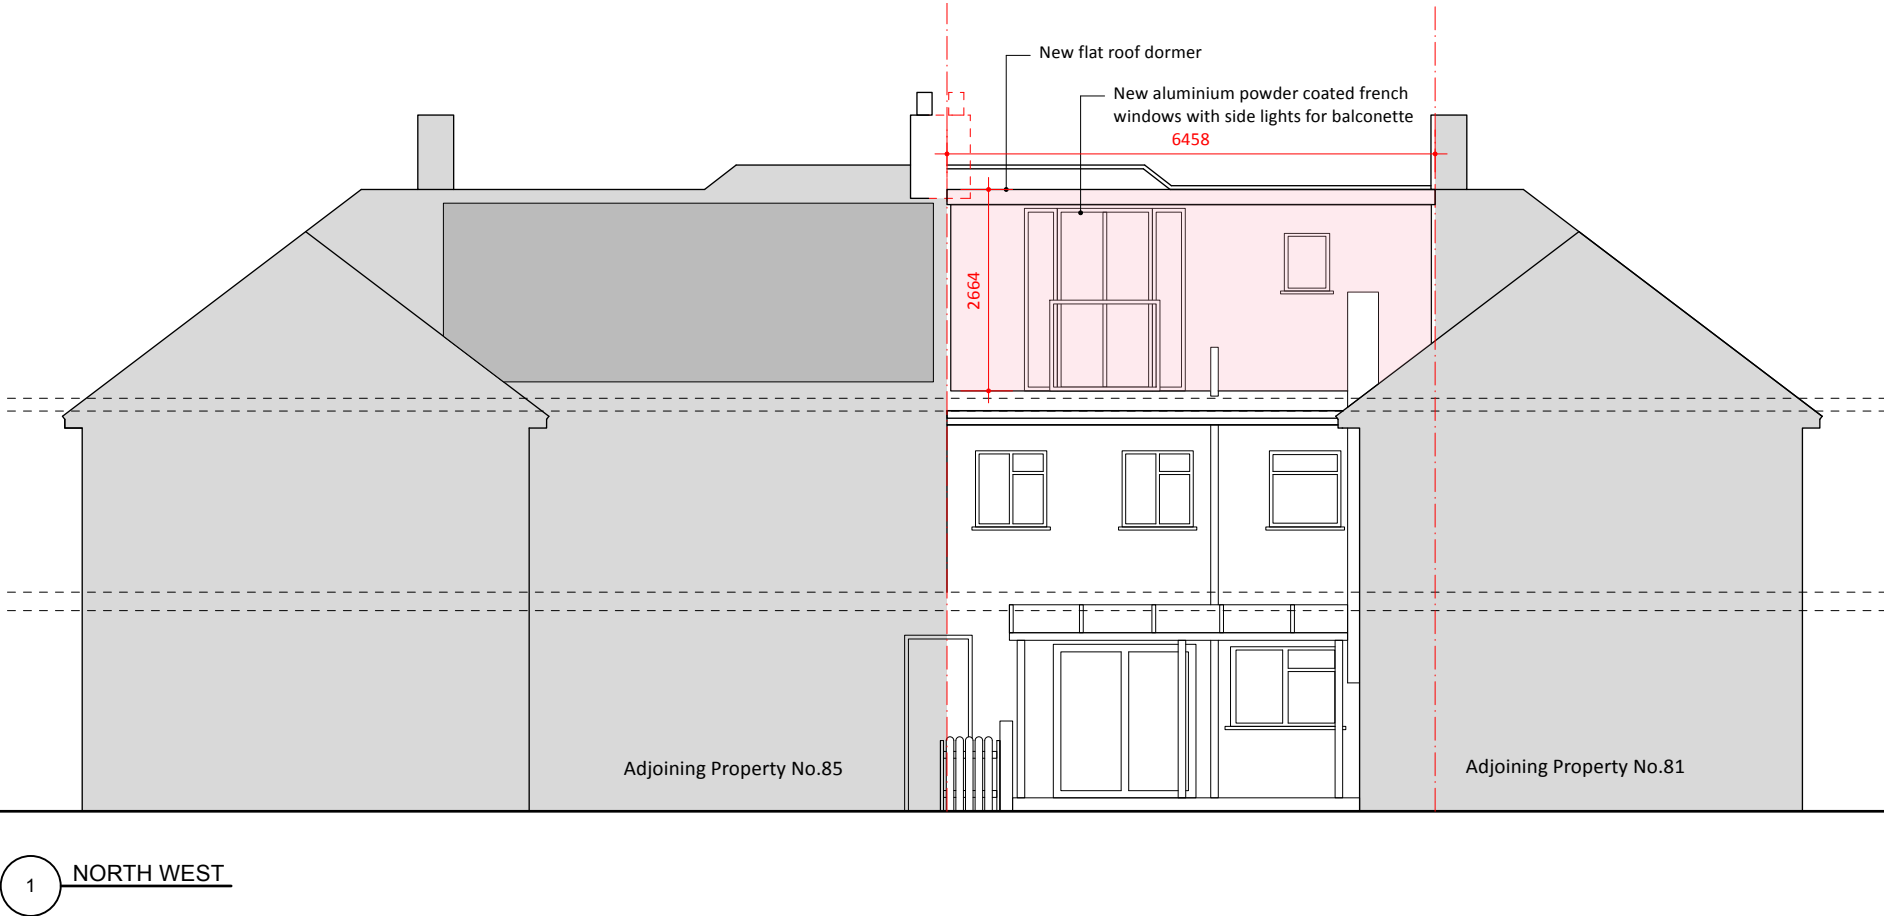 New flat roof dormer
New aluminium powder coated french
windows with side lights for balconette
6458
2664
Adjoining Property No.85
Adjoining Property No.81
1
NORTH WEST